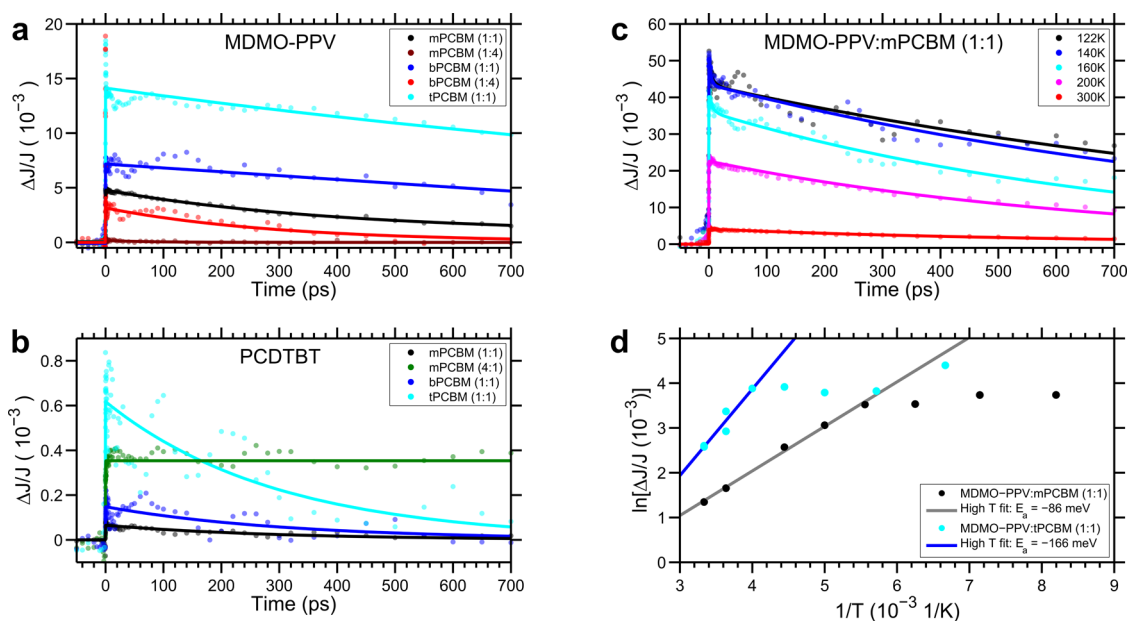 a
MDMO-PPV
mPCBM (1:1)
mPCBM (1:4)
bPCBM (1:1)
bPCBM (1:4)
tPCBM (1:1)
20
15
10
5
0
ΔJ/J ( 10⁻³)
0 100 200 300 400 500 600 700
Time (ps)
b
PCDTBT
mPCBM (1:1)
mPCBM (4:1)
bPCBM (1:1)
tPCBM (1:1)
0.8
0.6
0.4
0.2
0
ΔJ/J ( 10⁻³)
0 100 200 300 400 500 600 700
Time (ps)
c
MDMO-PPV:mPCBM (1:1)
122K
140K
160K
200K
300K
60
50
40
30
20
10
0
ΔJ/J ( 10⁻³)
0 100 200 300 400 500 600 700
Time (ps)
d
5
4
3
2
1
0
ln[ΔJ/J (10⁻³)]
MDMO−PPV:mPCBM (1:1)
High T fit: Eₐ = −86 meV
MDMO−PPV:tPCBM (1:1)
High T fit: Eₐ = −166 meV
3 4 5 6 7 8 9
1/T (10⁻³ 1/K)